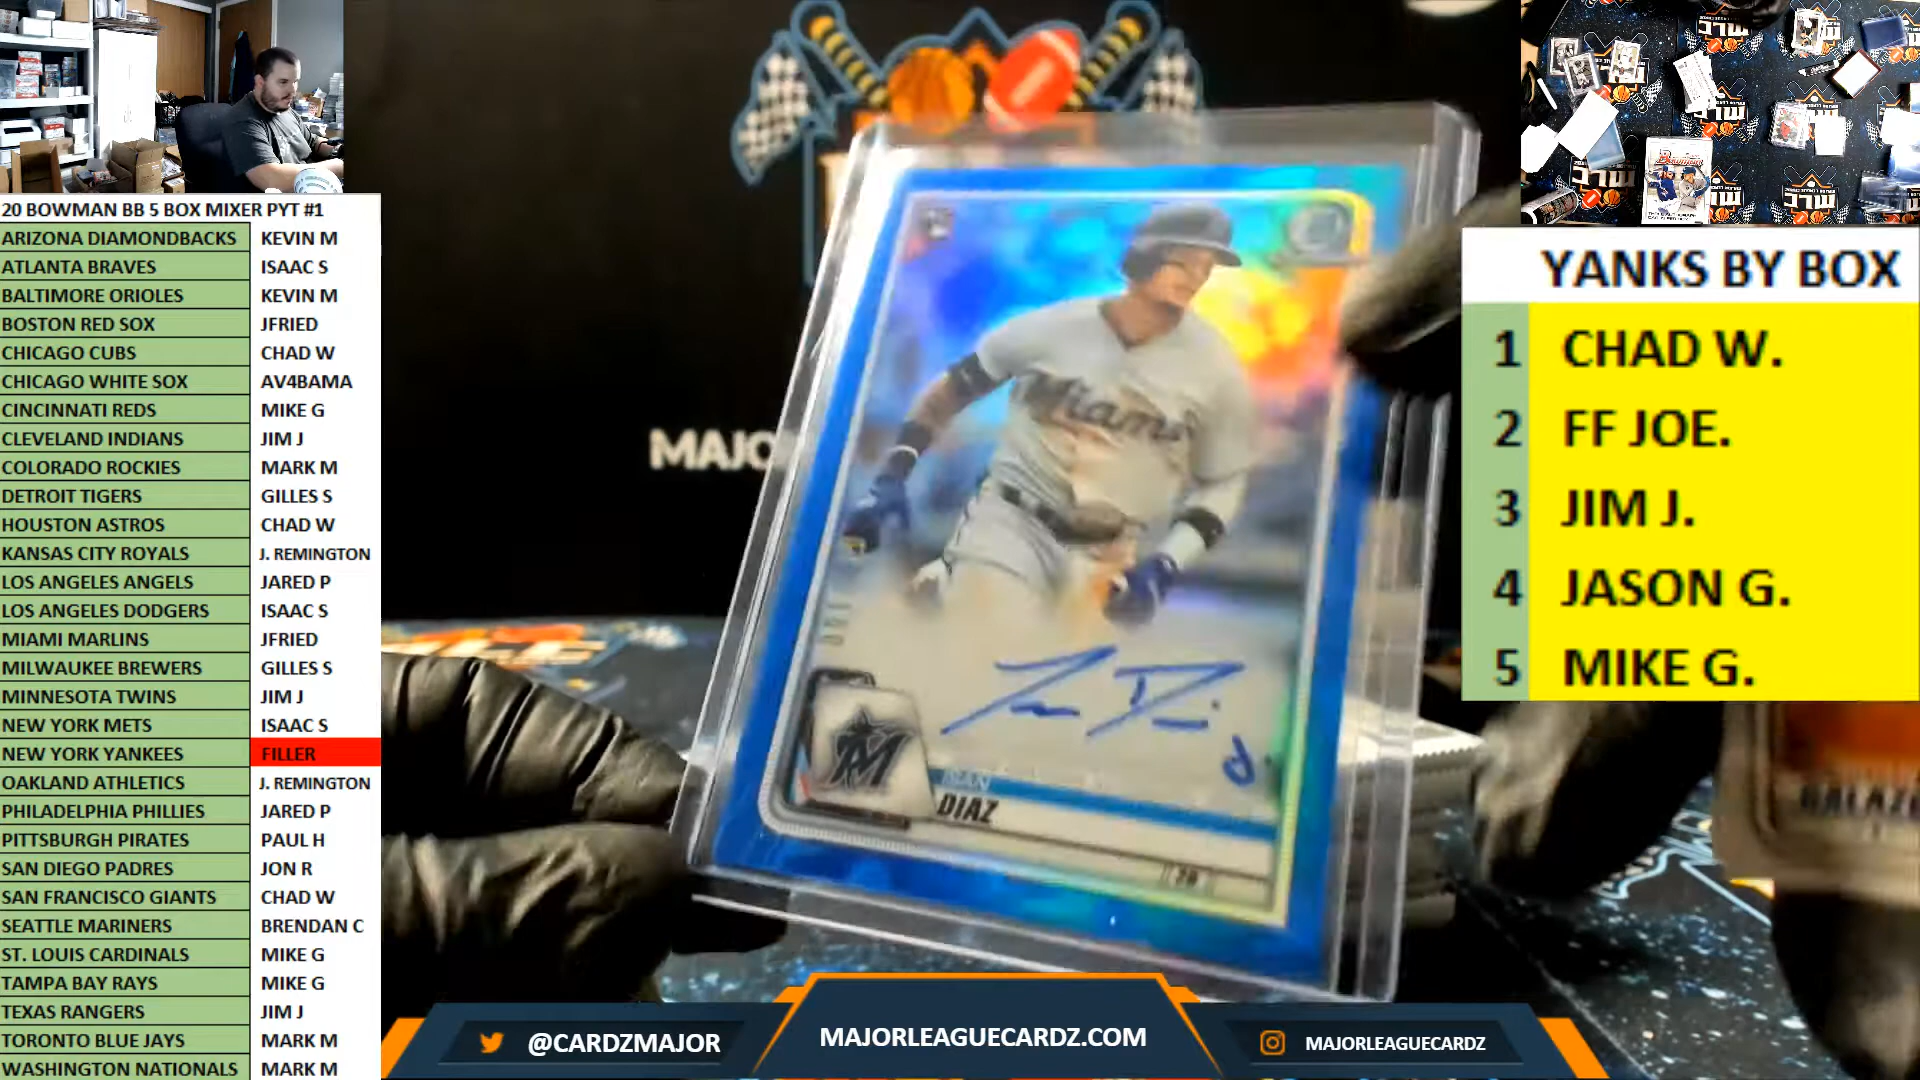 20 BOWMAN BB 5 BOX MIXER PYT #1
ARIZONA DIAMONDBACKS KEVIN M
ATLANTA BRAVES ISAAC S
BALTIMORE ORIOLES KEVIN M
BOSTON RED SOX JFRIED
CHICAGO CUBS CHAD W
CHICAGO WHITE SOX AV4BAMA
CINCINNATI REDS MIKE G
CLEVELAND INDIANS JIM J
COLORADO ROCKIES MARK M
DETROIT TIGERS GILLES S
HOUSTON ASTROS CHAD W
KANSAS CITY ROYALS J. REMINGTON
LOS ANGELES ANGELS JARED P
LOS ANGELES DODGERS ISAAC S
MIAMI MARLINS JFRIED
MILWAUKEE BREWERS GILLES S
MINNESOTA TWINS JIM J
NEW YORK METS ISAAC S
NEW YORK YANKEES FILLER
OAKLAND ATHLETICS J. REMINGTON
PHILADELPHIA PHILLIES JARED P
PITTSBURGH PIRATES PAUL H
SAN DIEGO PADRES JON R
SAN FRANCISCO GIANTS CHAD W
SEATTLE MARINERS BRENDAN C
ST. LOUIS CARDINALS MIKE G
TAMPA BAY RAYS MIKE G
TEXAS RANGERS JIM J
TORONTO BLUE JAYS MARK M
WASHINGTON NATIONALS MARK M
Miami
DIAZ
YANKS BY BOX
1 CHAD W.
2 FF JOE.
3 JIM J.
4 JASON G.
5 MIKE G.
@CARDZMAJOR
MAJORLEAGUECARDZ.COM
MAJORLEAGUECARDZ